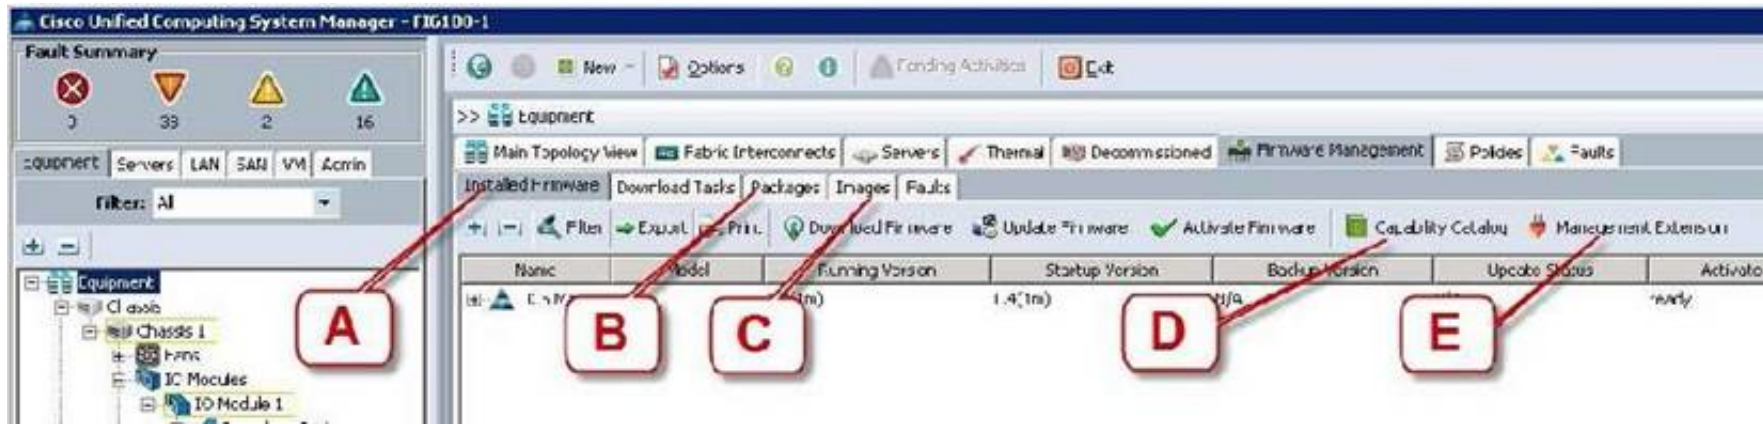 Cisco Unified Computing System Manager - FIG100-1
Fault Summary
33 2 16
New Options Exit
>> Equipment
Equipment Servers LAN SAN VM Admin
Main Topology View Fabric Interconnects Servers Thermal Decommissioned Firmware Management Policies Faults
Installed Firmware Download Tasks Packages Images Faults
Filter: All
Filter Export Print Download Firmware Update Firmware Activate Firmware Capability Catalog Management Extension
Name Model Running Version Startup Version Backup Version Update Status
1.4(1m) N/A ready
Equipment
Chassis
Chassis 1
Fans
IO Modules
IO Module 1
A B C D E